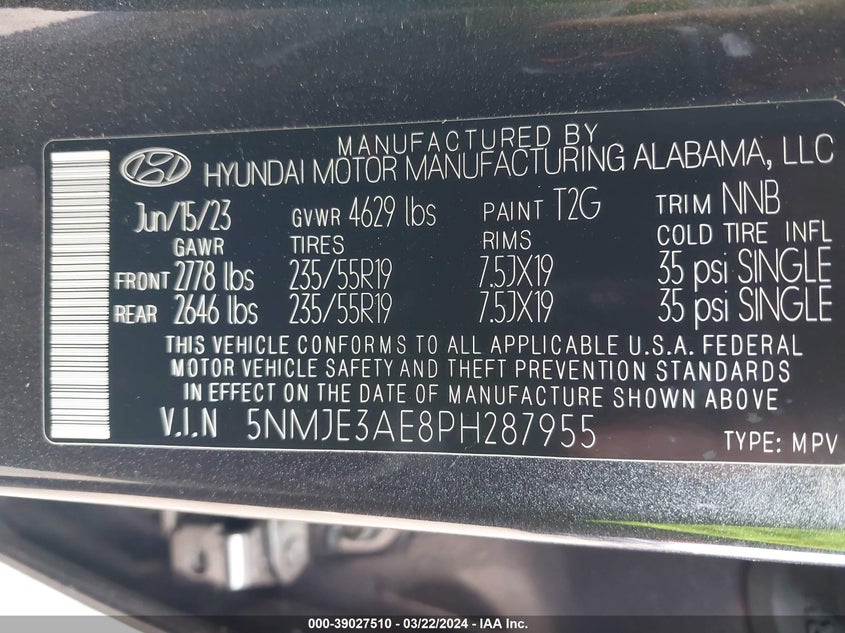 MANUFACTURED BY
HYUNDAI MOTOR MANUFACTURING ALABAMA, LLC
Jun/15/23 GVWR 4629 lbs PAINT T2G TRIM NNB
GAWR TIRES RIMS COLD TIRE INFL
FRONT 2778 lbs 235/55R19 7.5JX19 35 psi SINGLE
REAR 2646 lbs 235/55R19 7.5JX19 35 psi SINGLE
THIS VEHICLE CONFORMS TO ALL APPLICABLE U.S.A. FEDERAL
MOTOR VEHICLE SAFETY AND THEFT PREVENTION STANDARDS
IN EFFECT ON THE DATE OF MANUFACTURE SHOWN ABOVE
V.I.N 5NMJE3AE8PH287955 TYPE: MPV
000-39027510 - 03/22/2024 - IAA Inc.